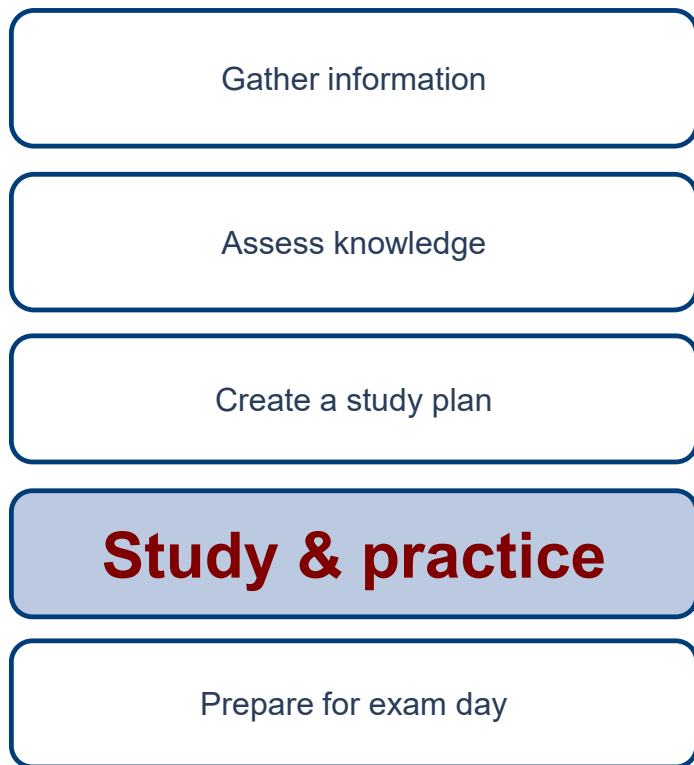 Gather information
Assess knowledge
Create a study plan
Study & practice
Prepare for exam day